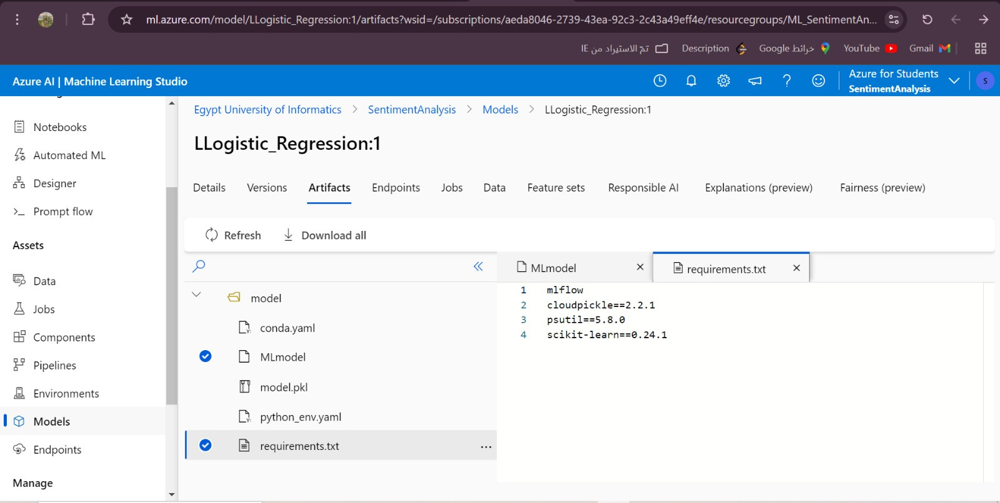 ml.azure.com/model/LLogistic_Regression:1/artifacts?wsid=/subscriptions/aeda8046-2739-43ea-92c3-2c43a49eff4e/resourcegroups/ML_SentimentAn...
تمّ الاستيراد من IE
Description
خرائط Google
YouTube
Gmail
Azure AI | Machine Learning Studio
Azure for Students
SentimentAnalysis
S
Notebooks
Automated ML
Designer
Prompt flow
Assets
Data
Jobs
Components
Pipelines
Environments
Models
Endpoints
Manage
Egypt University of Informatics > SentimentAnalysis > Models > LLogistic_Regression:1
LLogistic_Regression:1
Details Versions Artifacts Endpoints Jobs Data Feature sets Responsible AI Explanations (preview) Fairness (preview)
Refresh Download all
model
conda.yaml
MLmodel
model.pkl
python_env.yaml
requirements.txt
MLmodel
requirements.txt
1 mlflow
2 cloudpickle==2.2.1
3 psutil==5.8.0
4 scikit-learn==0.24.1